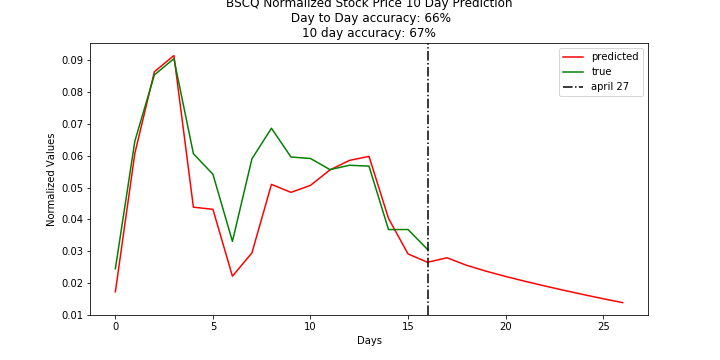 BSCQ Normalized Stock Price 10 Day Prediction
Day to Day accuracy: 66%
10 day accuracy: 67%
predicted
true
april 27
0.09
0.08
0.07
0.06
0.05
0.04
0.03
0.02
0.01
Normalized Values
0
5
10
15
20
25
Days